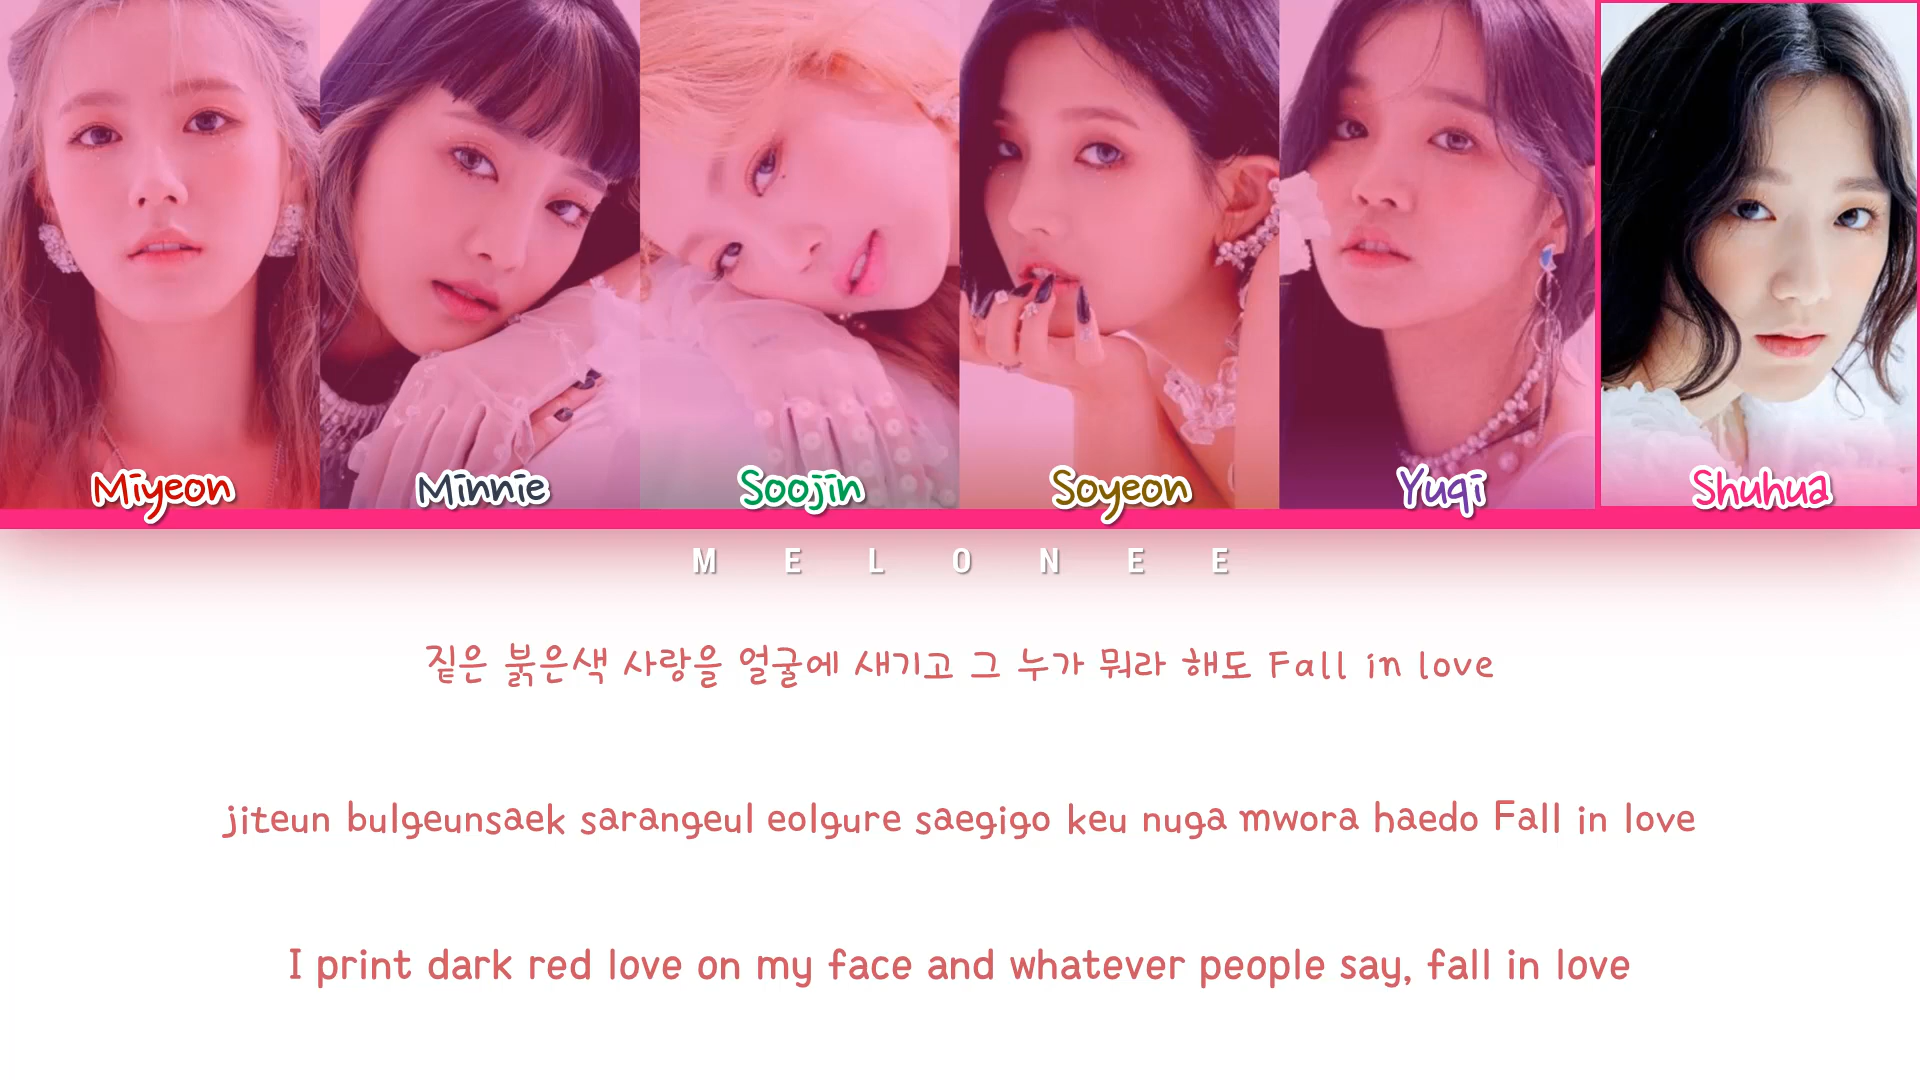 Miyeon Minnie Soojin Soyeon Yuqi Shuhua
MELONEE
짙은 붉은색 사랑을 얼굴에 새기고 그 누가 뭐라 해도 Fall in love
jiteun bulgeunsaek sarangeul eolgure saegigo keu nuga mwora haedo Fall in love
I print dark red love on my face and whatever people say, fall in love